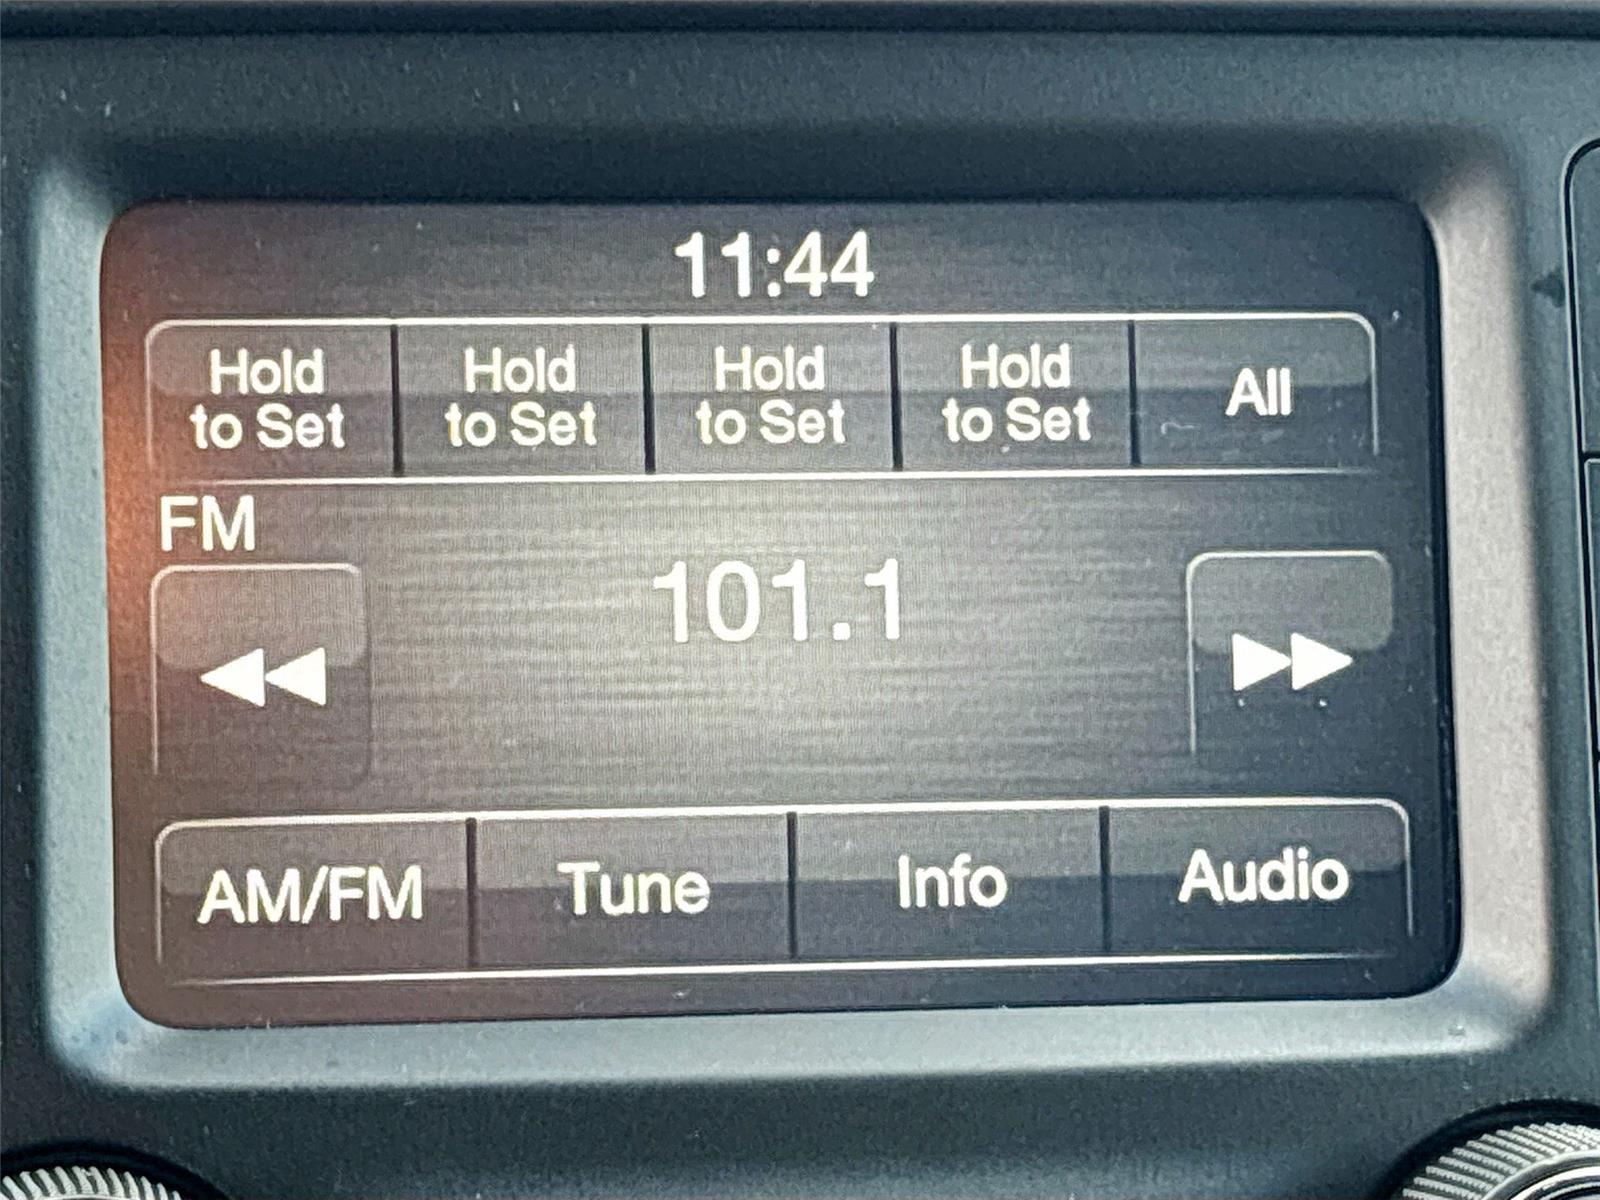 11:44
Hold Hold Hold Hold All
to Set to Set to Set to Set
FM
101.1
AM/FM Tune Info Audio